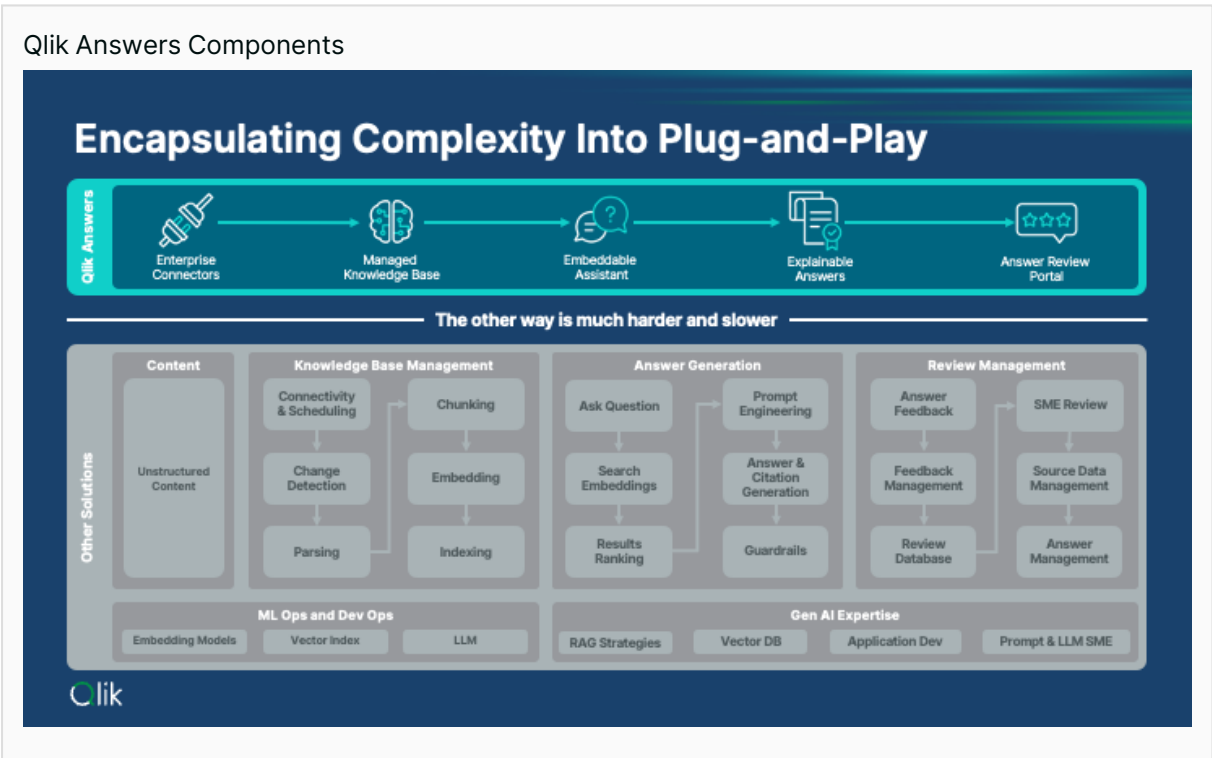 Qlik Answers Components
Encapsulating Complexity Into Plug-and-Play
Qlik Answers
Enterprise
Connectors
Managed
Knowledge Base
Embeddable
Assistant
Explainable
Answers
Answer Review
Portal
The other way is much harder and slower
Other Solutions
Content
Unstructured
Content
Knowledge Base Management
Connectivity
& Scheduling
Change
Detection
Parsing
Chunking
Embedding
Indexing
Answer Generation
Ask Question
Search
Embeddings
Results
Ranking
Prompt
Engineering
Answer &
Citation
Generation
Guardrails
Review Management
Answer
Feedback
Feedback
Management
Review
Database
SME Review
Source Data
Management
Answer
Management
ML Ops and Dev Ops
Embedding Models
Vector Index
LLM
Gen AI Expertise
RAG Strategies
Vector DB
Application Dev
Prompt & LLM SME
Qlik